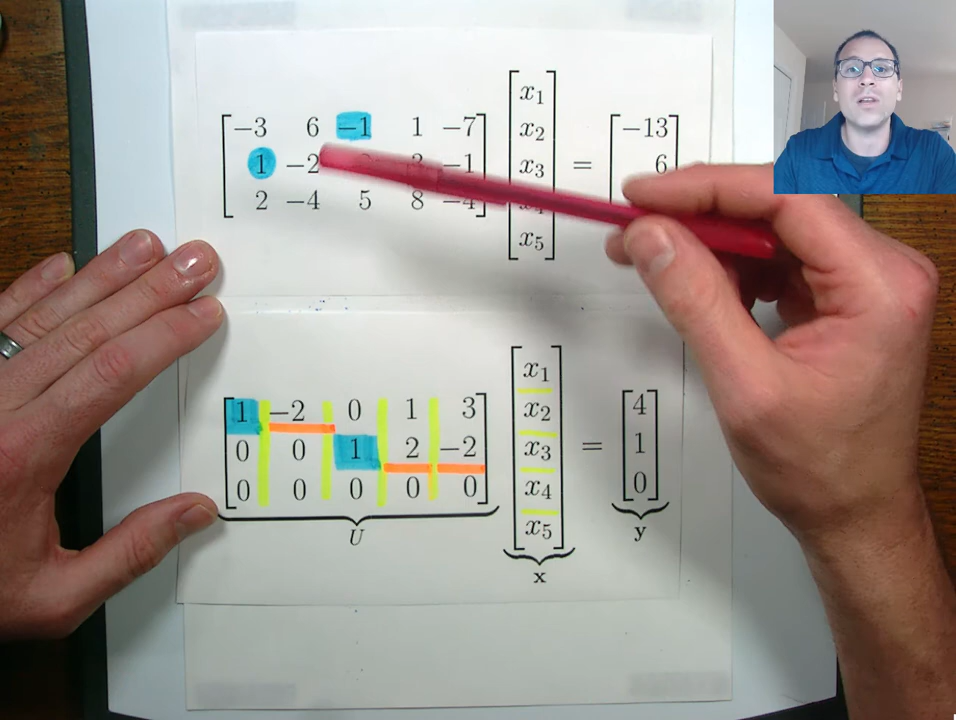 −3 6 −1 1 −7 x₁ −13
1 −2 −1 x₂ 6
2 −4 5 8 −4 x₃ =
x₅
1 −2 0 1 3 x₁ 4
0 0 1 2 −2 x₂ 1
0 0 0 0 0 x₃ = 0
x₄
x₅
U x y